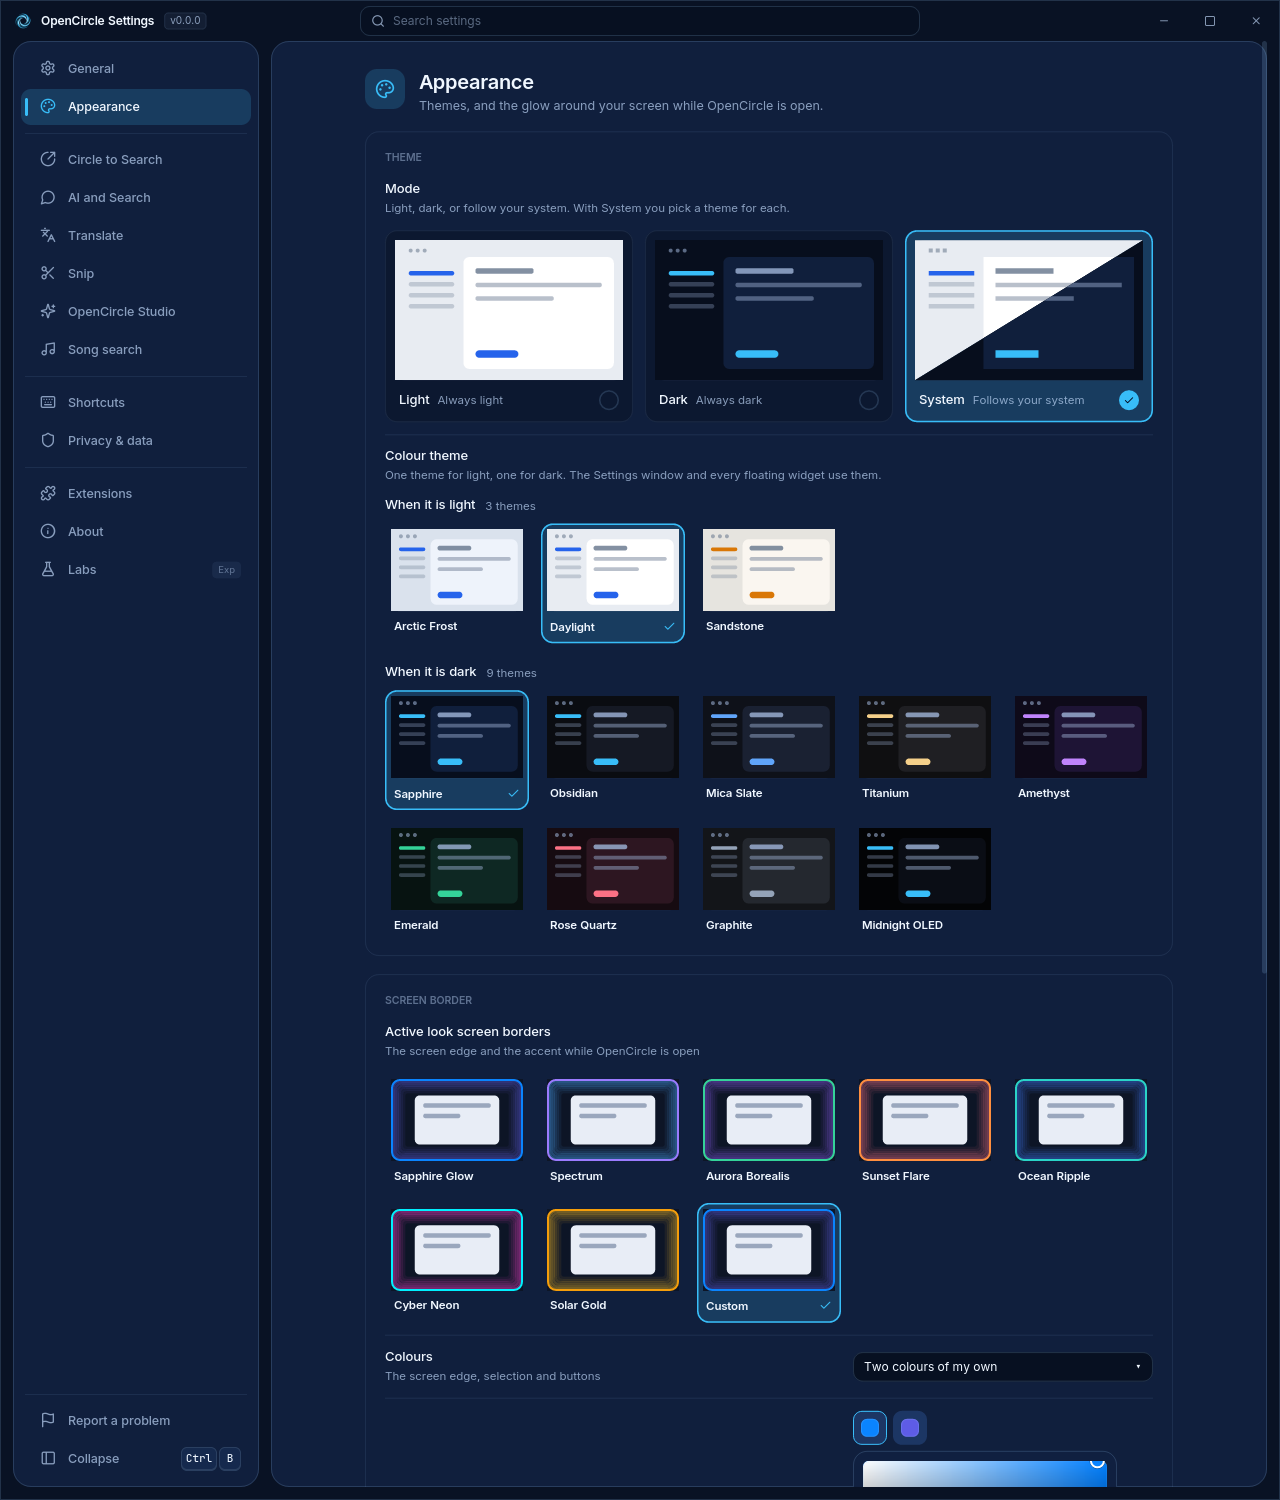 OpenCircle Settings v0.0.0
Search settings
General
Appearance
Circle to Search
AI and Search
Translate
Snip
OpenCircle Studio
Song search
Shortcuts
Privacy & data
Extensions
About
Labs Exp
Report a problem
Collapse Ctrl B
Appearance
Themes, and the glow around your screen while OpenCircle is open.
THEME
Mode
Light, dark, or follow your system. With System you pick a theme for each.
Light Always light
Dark Always dark
System Follows your system
Colour theme
One theme for light, one for dark. The Settings window and every floating widget use them.
When it is light 3 themes
Arctic Frost
Daylight
Sandstone
When it is dark 9 themes
Sapphire
Obsidian
Mica Slate
Titanium
Amethyst
Emerald
Rose Quartz
Graphite
Midnight OLED
SCREEN BORDER
Active look screen borders
The screen edge and the accent while OpenCircle is open
Sapphire Glow
Spectrum
Aurora Borealis
Sunset Flare
Ocean Ripple
Cyber Neon
Solar Gold
Custom
Colours
The screen edge, selection and buttons
Two colours of my own